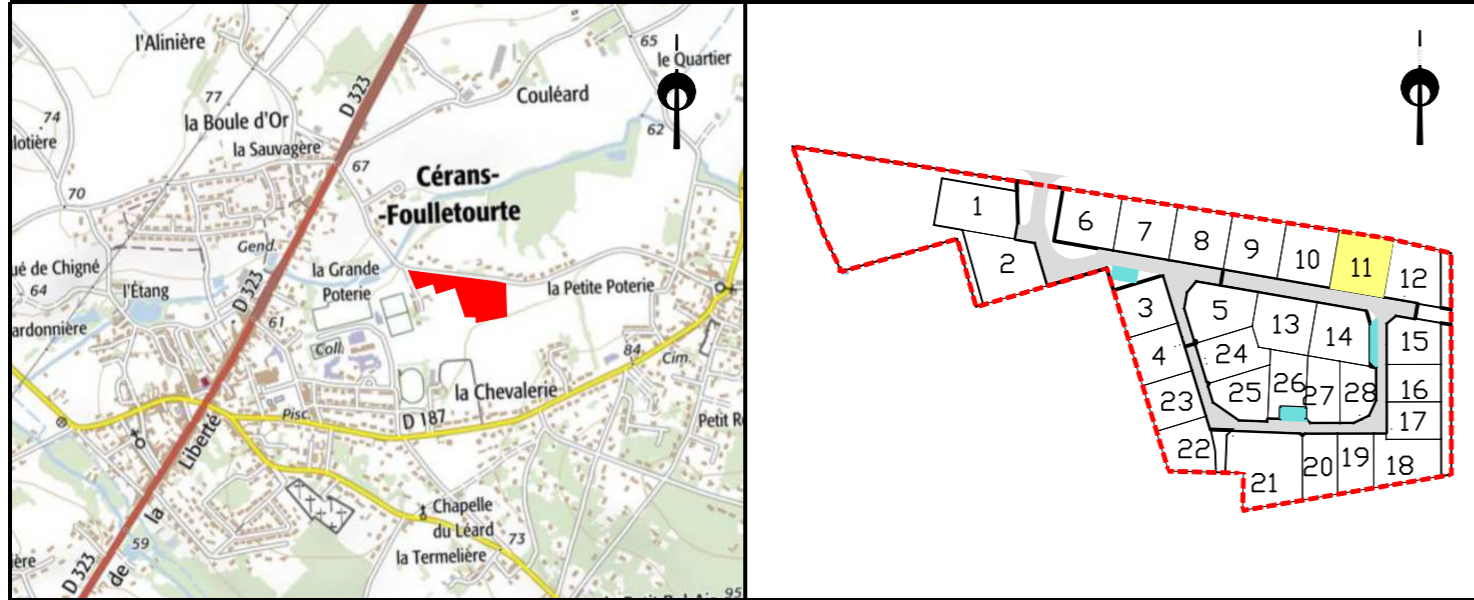 l'Alinière
65
le Quartier
77
D 323
Couléard
74
la Boule d'Or
62
lotière
la Sauvagère
67
Cérans-
-Foulletourte
70
Gend.
ué de Chigné
64
la Grande
Poterie
l'Étang
D 323
la Petite Poterie
ardonnière
61
Coll.
84
Cim.
la Chevalerie
Pisc.
D 187
Petit R
Liberté
la
de
Chapelle
du Léard
59
73
la Termelière
ière
D 323
95
1
6
7
8
9
10
11
12
2
3
5
13
14
15
4
24
16
25
26
27
28
23
17
22
21
20
19
18